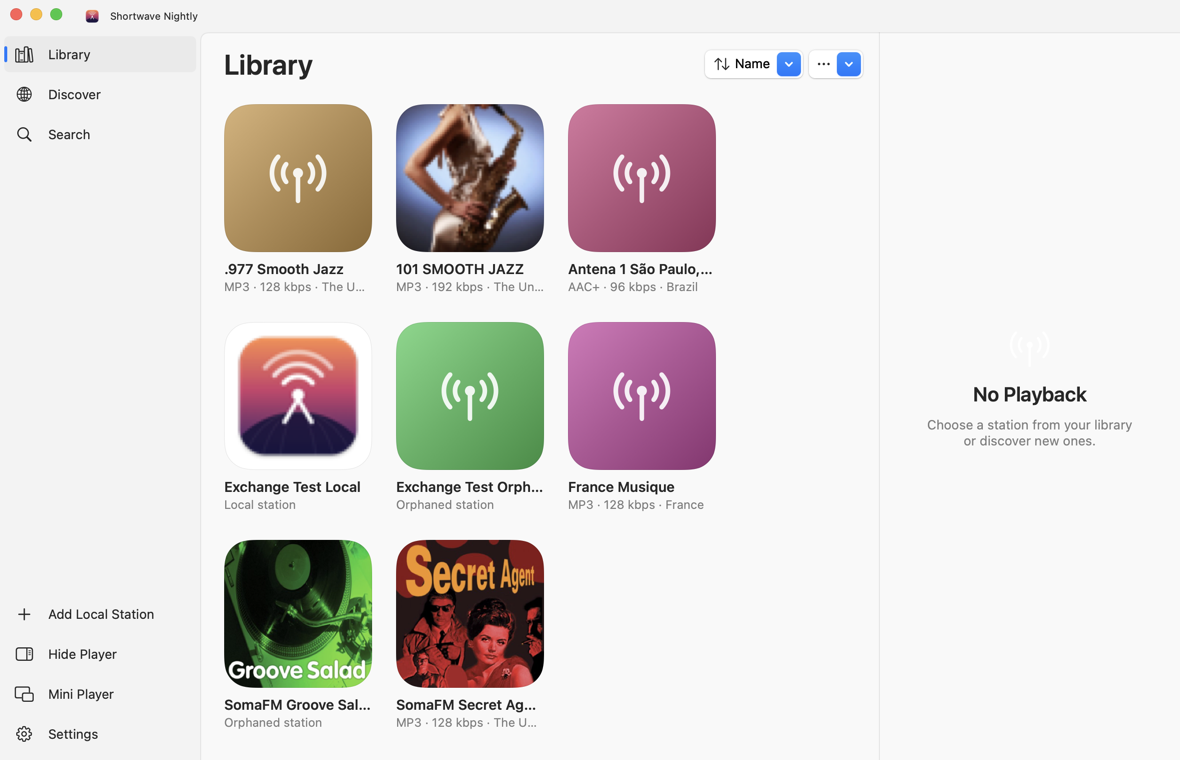 Shortwave Nightly
Library
Discover
Search
Add Local Station
Hide Player
Mini Player
Settings
Library
Name
.977 Smooth Jazz
MP3 · 128 kbps · The U...
101 SMOOTH JAZZ
MP3 · 192 kbps · The Un...
Antena 1 São Paulo,...
AAC+ · 96 kbps · Brazil
Exchange Test Local
Local station
Exchange Test Orph...
Orphaned station
France Musique
MP3 · 128 kbps · France
Groove Salad
SomaFM Groove Sal...
Orphaned station
Secret Agent
SomaFM Secret Ag...
MP3 · 128 kbps · The U...
No Playback
Choose a station from your library
or discover new ones.